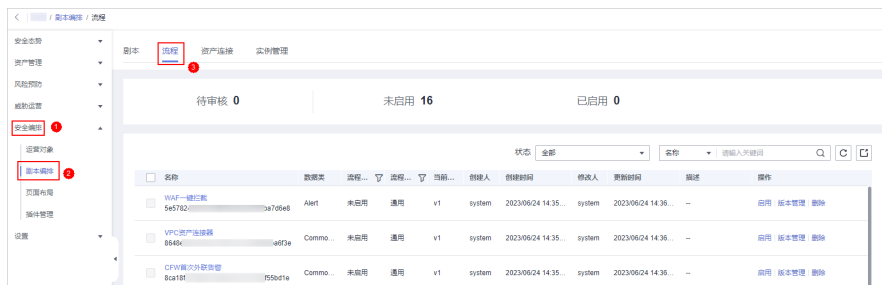 / 剧本编排 / 流程
安全态势
资产管理
风险预防
威胁运营
安全编排 1
运营对象
剧本编排 2
页面布局
插件管理
设置
剧本 流程 资产连接 实例管理
3
待审核 0 未启用 16 已启用 0
状态 全部 名称 请输入关键词
名称 数据类 流程... 流程... 当前... 创建人 创建时间 修改人 更新时间 描述 操作
WAF一键拦截
5e5782 ba7d6e8 Alert 未启用 通用 v1 system 2023/06/24 14:35... system 2023/06/24 14:36... -- 启用 版本管理 删除
VPC资产连接器
8648 a6f3e Commo... 未启用 通用 v1 system 2023/06/24 14:35... system 2023/06/24 14:36... -- 启用 版本管理 删除
CFW首次外联告警
8ca18f f55bd1e Commo... 未启用 通用 v1 system 2023/06/24 14:35... system 2023/06/24 14:36... -- 启用 版本管理 删除